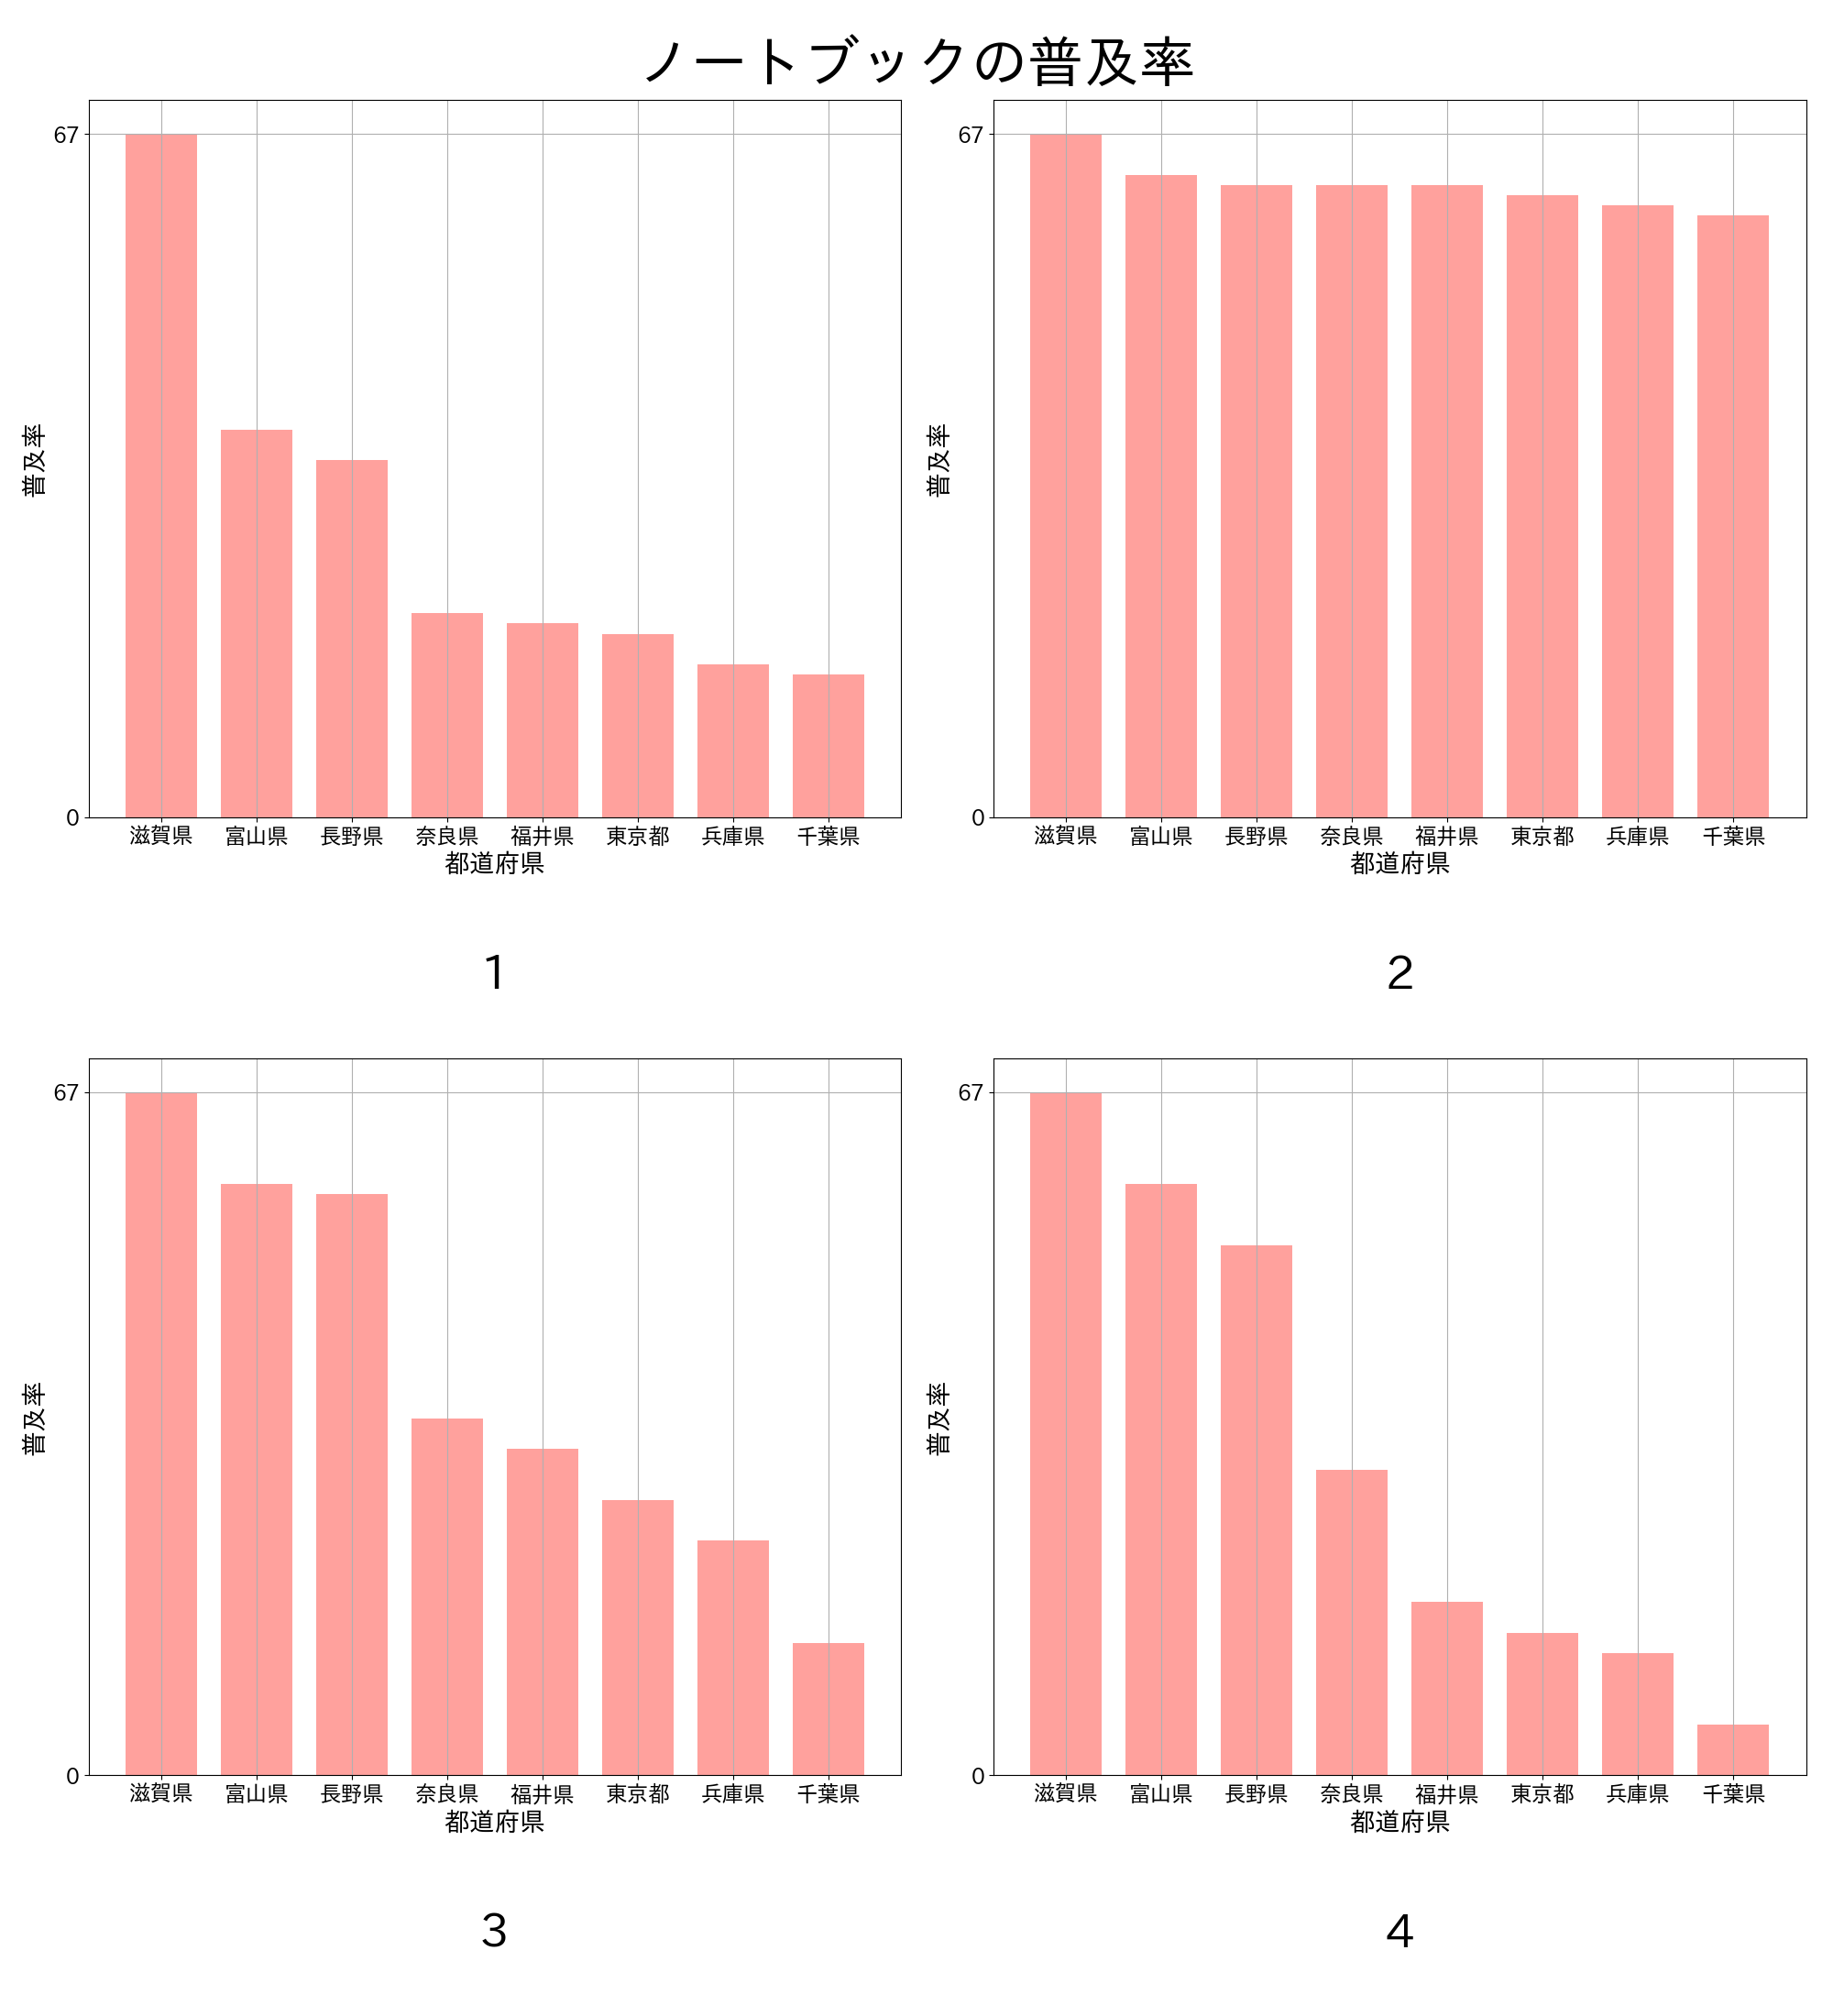 ノートブックの普及率
67
0
普及率
滋賀県 富山県 長野県 奈良県 福井県 東京都 兵庫県 千葉県
都道府県
1
67
0
普及率
滋賀県 富山県 長野県 奈良県 福井県 東京都 兵庫県 千葉県
都道府県
2
67
0
普及率
滋賀県 富山県 長野県 奈良県 福井県 東京都 兵庫県 千葉県
都道府県
3
67
0
普及率
滋賀県 富山県 長野県 奈良県 福井県 東京都 兵庫県 千葉県
都道府県
4